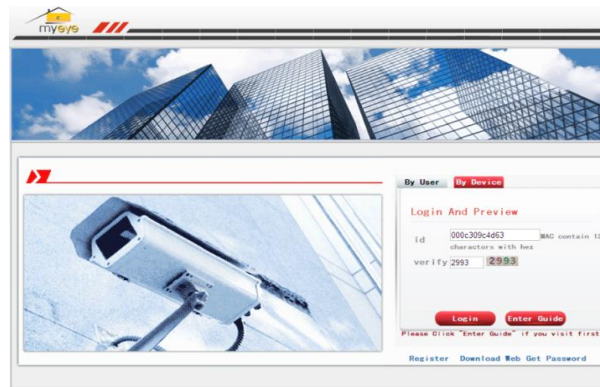 myeye
By User By Device
Login And Preview
id 000c309c4d63 MAC contain 12
charactors with hex
verify 2993 2993
Login Enter Guide
Please Click "Enter Guide" if you visit first
Register Download Web Get Password